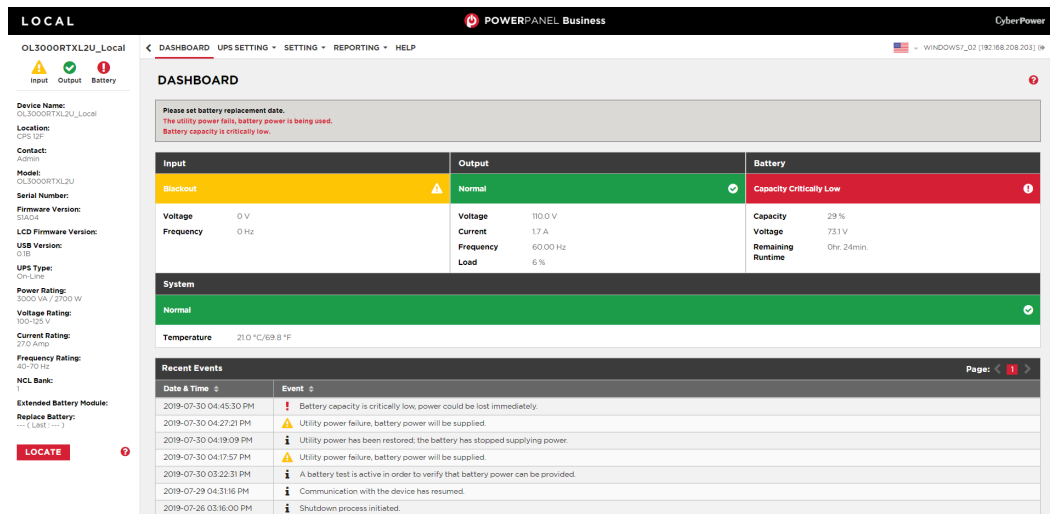 LOCAL
POWERPANEL Business
CyberPower
OL3000RTXL2U_Local
Input Output Battery
Device Name:
OL3000RTXL2U_Local
Location:
CPS 12F
Contact:
Admin
Model:
OL3000RTXL2U
Serial Number:
Firmware Version:
S1A04
LCD Firmware Version:
USB Version:
0.1B
UPS Type:
On-Line
Power Rating:
3000 VA / 2700 W
Voltage Rating:
100-125 V
Current Rating:
27.0 Amp
Frequency Rating:
40-70 Hz
NCL Bank:
1
Extended Battery Module:
Replace Battery:
--- ( Last : --- )
LOCATE
DASHBOARD UPS SETTING SETTING REPORTING HELP
WINDOWS7_02 [192.168.208.203]
DASHBOARD
Please set battery replacement date.
The utility power fails, battery power is being used.
Battery capacity is critically low.
Input
Blackout
Voltage 0 V
Frequency 0 Hz
Output
Normal
Voltage 110.0 V
Current 1.7 A
Frequency 60.00 Hz
Load 6 %
Battery
Capacity Critically Low
Capacity 29 %
Voltage 73.1 V
Remaining Runtime 0hr. 24min.
System
Normal
Temperature 21.0 °C/69.8 °F
Recent Events Page: 1
Date & Time Event
2019-07-30 04:45:30 PM Battery capacity is critically low, power could be lost immediately.
2019-07-30 04:27:21 PM Utility power failure, battery power will be supplied.
2019-07-30 04:19:09 PM Utility power has been restored; the battery has stopped supplying power.
2019-07-30 04:17:57 PM Utility power failure, battery power will be supplied.
2019-07-30 03:22:31 PM A battery test is active in order to verify that battery power can be provided.
2019-07-29 04:31:16 PM Communication with the device has resumed.
2019-07-26 03:16:00 PM Shutdown process initiated.